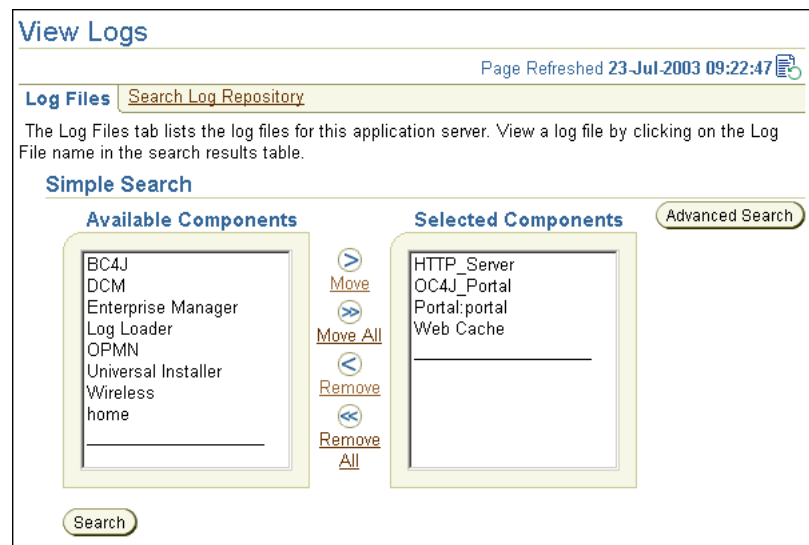 View Logs
Page Refreshed 23-Jul-2003 09:22:47
Log Files Search Log Repository
The Log Files tab lists the log files for this application server. View a log file by clicking on the Log
File name in the search results table.
Simple Search
Advanced Search
Available Components
BC4J
DCM
Enterprise Manager
Log Loader
OPMN
Universal Installer
Wireless
home
Move
Move All
Remove
Remove
All
Selected Components
HTTP_Server
OC4J_Portal
Portal:portal
Web Cache
Search